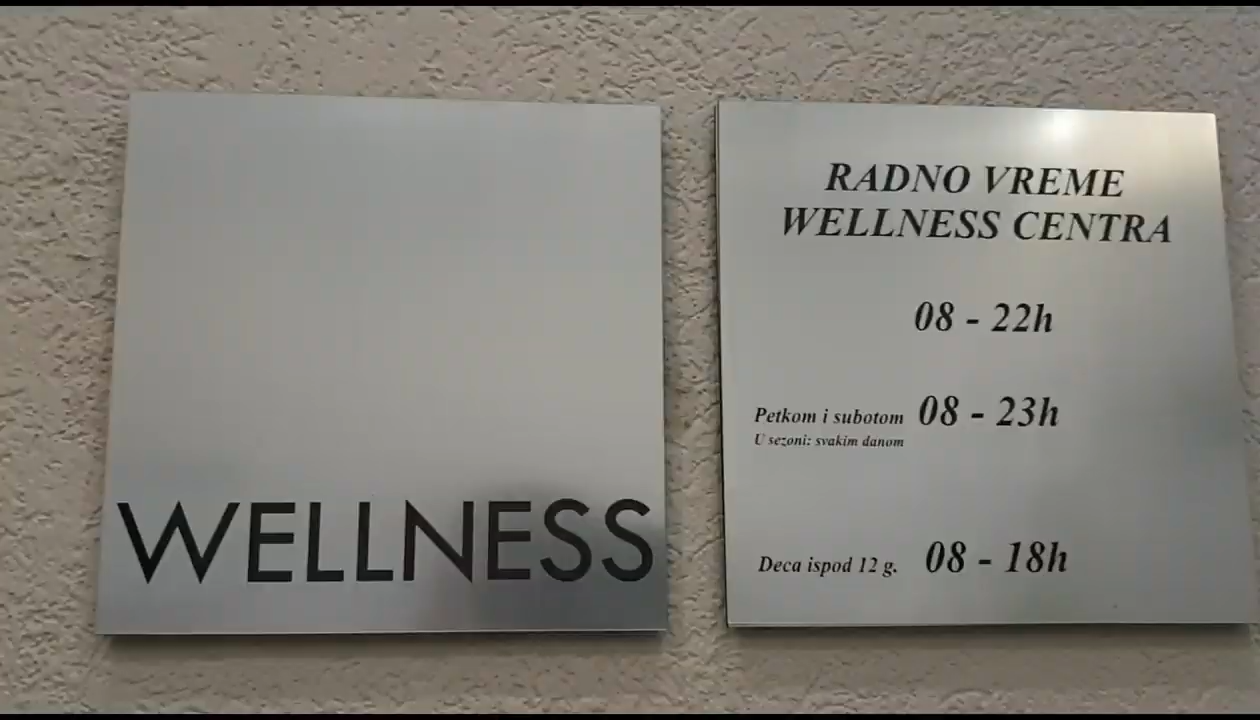 WELLNESS
RADNO VREME
WELLNESS CENTRA
08 - 22h
Petkom i subotom 08 - 23h
U sezoni: svakim danom
Deca ispod 12 g. 08 - 18h